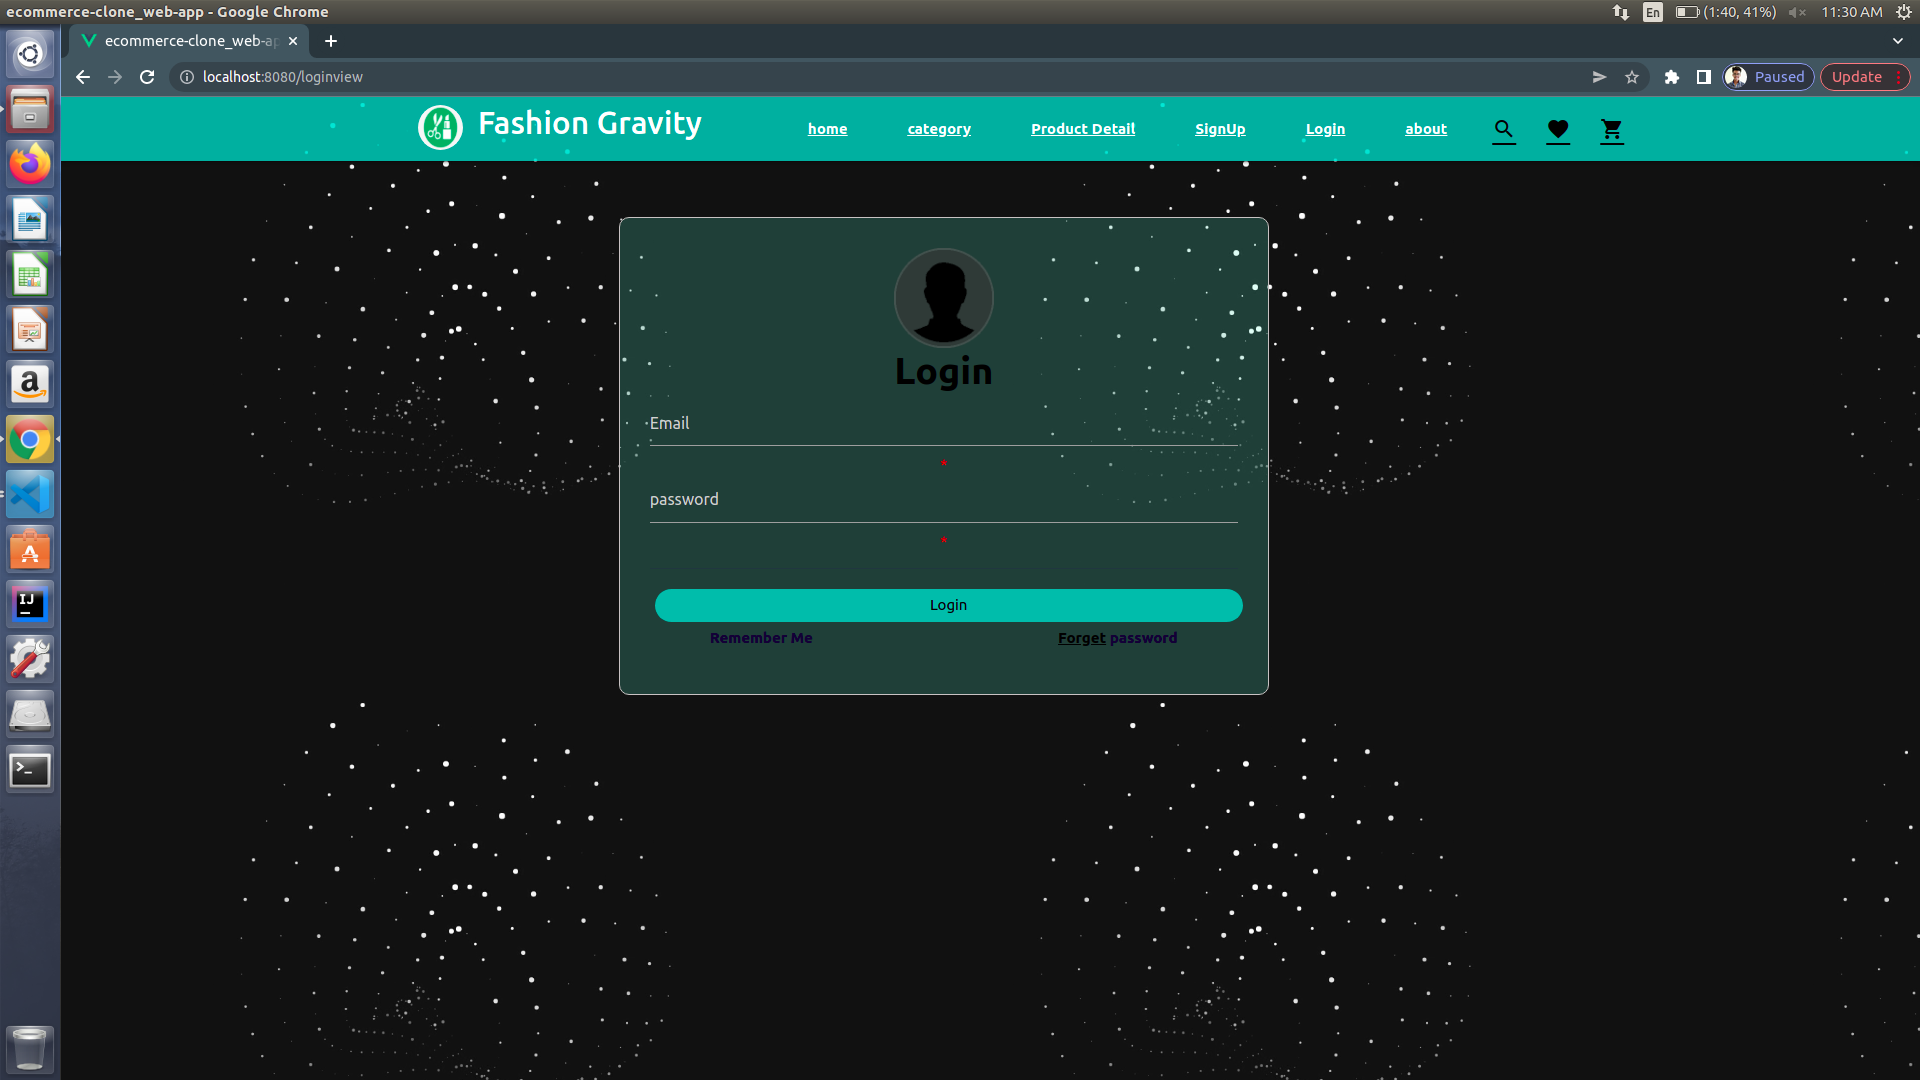 ecommerce-clone_web-app - Google Chrome
En
(1:40, 41%)
11:30 AM
ecommerce-clone_web-ap
localhost:8080/loginview
Paused
Update
Fashion Gravity
home
category
Product Detail
SignUp
Login
about
Login
Email
*
password
*
Login
Remember Me
Forget password
a
A
IJ
>_